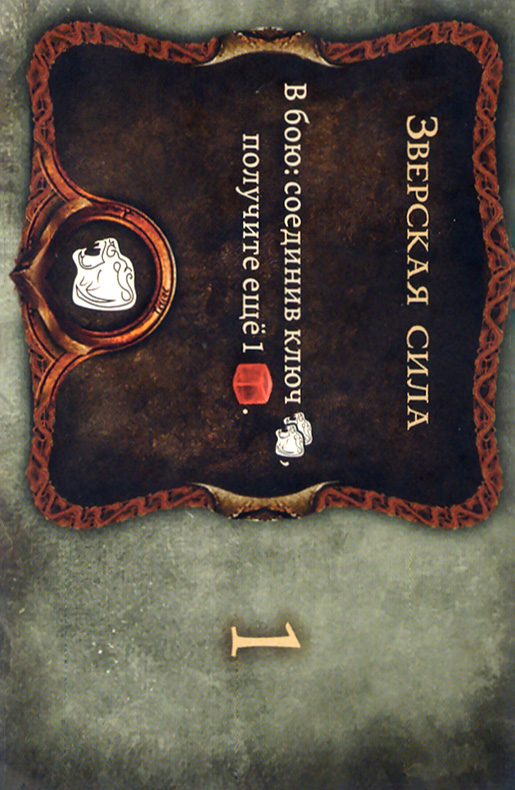 Зверская сила
В бою: соединив ключ ,
получите ещё 1 .
1